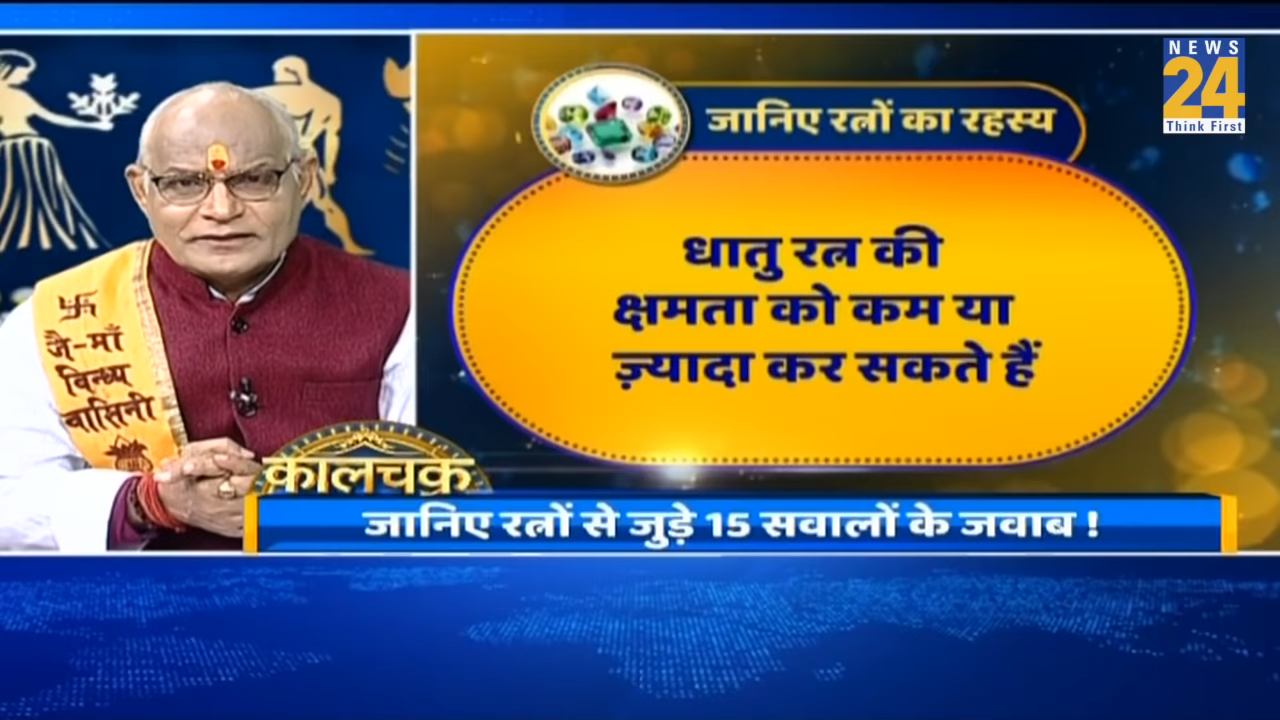 NEWS
24
Think First
जानिए रत्नों का रहस्य
धातु रत्न की
क्षमता को कम या
ज़्यादा कर सकते हैं
जै-माँ
विन्ध्य
वासिनी
कालचक्र
जानिए रत्नों से जुड़े 15 सवालों के जवाब !